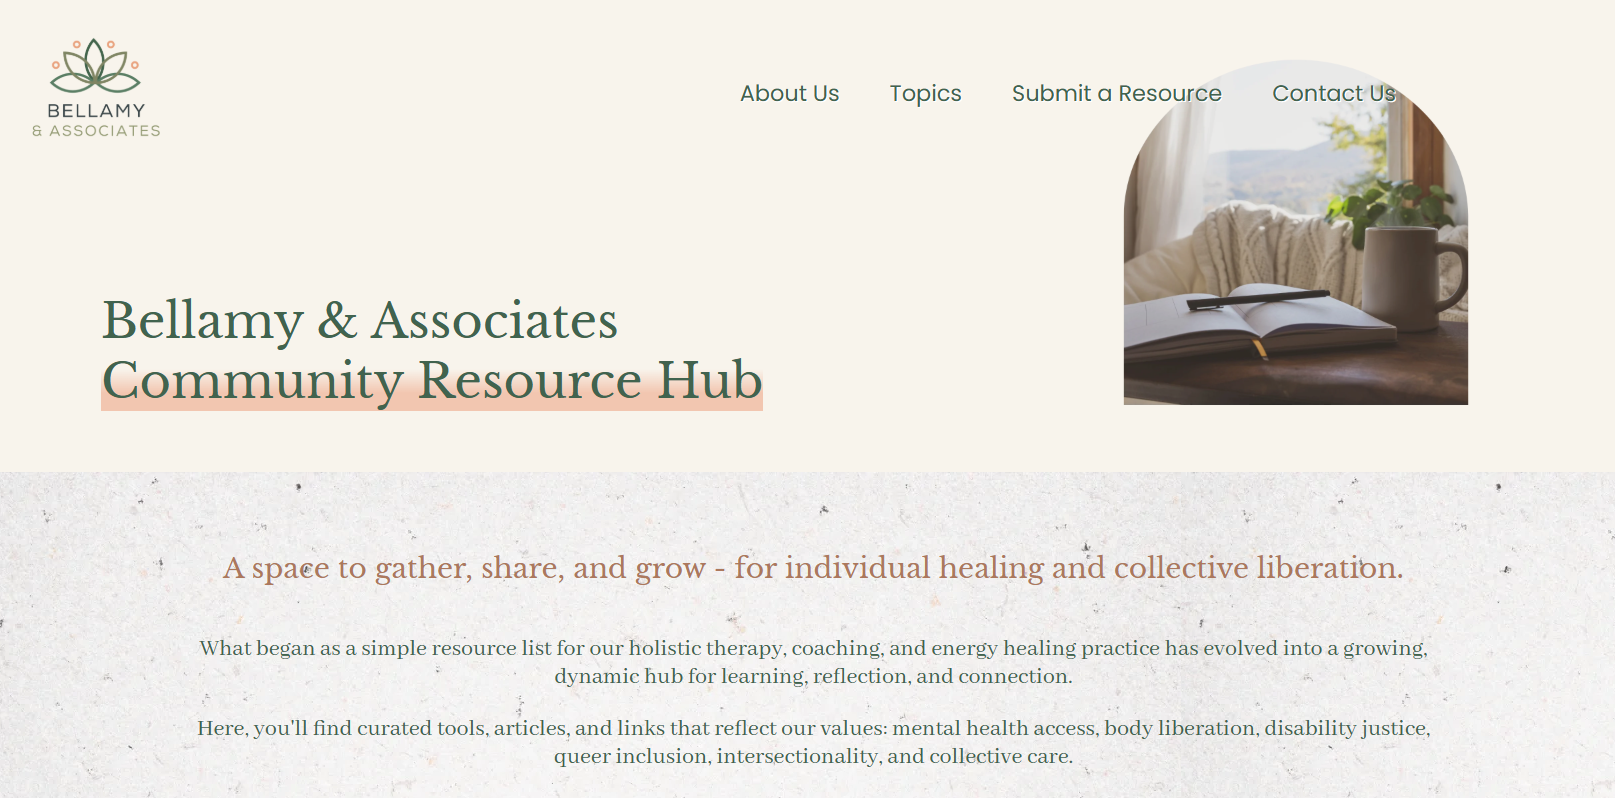 BELLAMY
& ASSOCIATES
About Us
Topics
Submit a Resource
Contact Us
Bellamy & Associates
Community Resource Hub
A space to gather, share, and grow - for individual healing and collective liberation.
What began as a simple resource list for our holistic therapy, coaching, and energy healing practice has evolved into a growing,
dynamic hub for learning, reflection, and connection.
Here, you'll find curated tools, articles, and links that reflect our values: mental health access, body liberation, disability justice,
queer inclusion, intersectionality, and collective care.